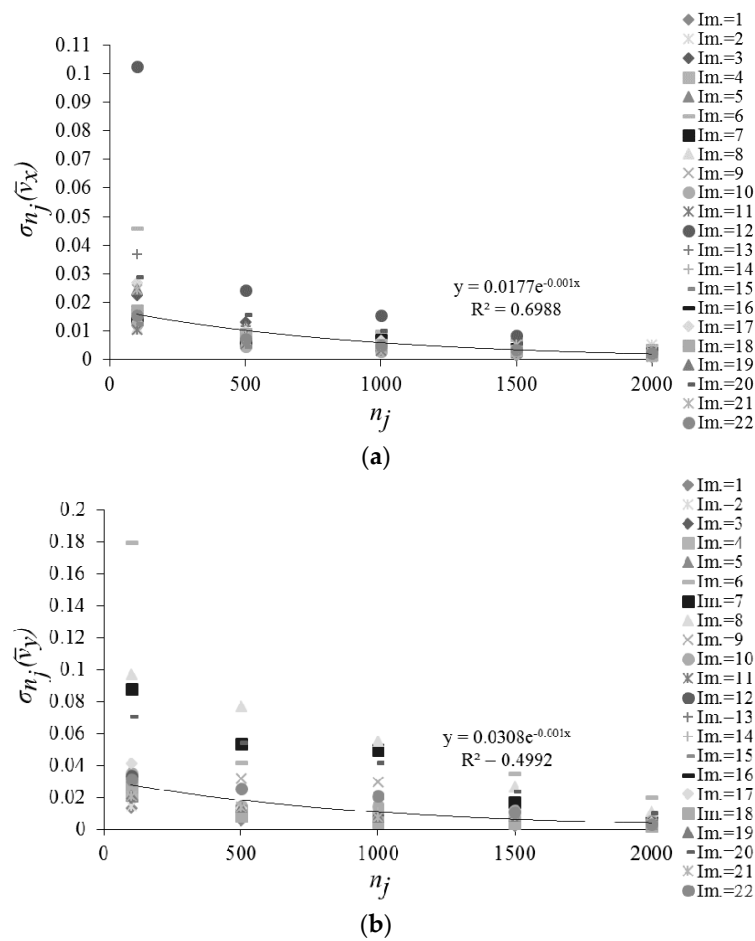 0.11
0.1
0.09
0.08
0.07
0.06
0.05
0.04
0.03
0.02
0.01
0
σnj(v̄x)
y = 0.0177e-0.001x
R² = 0.6988
0 500 1000 1500 2000
nj
(a)
Im.=1
Im.=2
Im.=3
Im.=4
Im.=5
Im.=6
Im.=7
Im.=8
Im.=9
Im.=10
Im.=11
Im.=12
Im.=13
Im.=14
Im.=15
Im.=16
Im.=17
Im.=18
Im.=19
Im.=20
Im.=21
Im.=22
0.2
0.18
0.16
0.14
0.12
0.1
0.08
0.06
0.04
0.02
0
σnj(v̄y)
y = 0.0308e-0.001x
R² − 0.4992
0 500 1000 1500 2000
nj
(b)
Im.=1
Im.−2
Im.=3
Im.=4
Im.=5
Im.=6
Im.=7
Im.=8
Im.−9
Im.=10
Im.=11
Im.=12
Im.−13
Im.=14
Im.=15
Im.=16
Im.=17
Im.=18
Im.=19
Im.−20
Im.=21
Im.=22